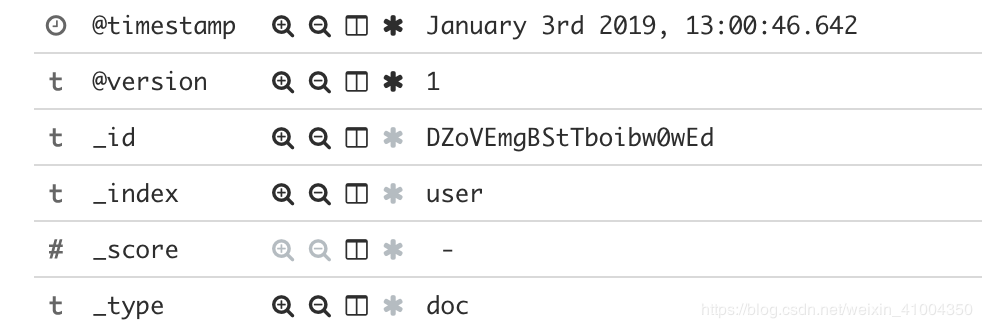 @timestamp January 3rd 2019, 13:00:46.642
t @version 1
t _id DZoVEmgBStTboibw0wEd
t _index user
# _score -
t _type doc
https://blog.csdn.net/weixin_41004350